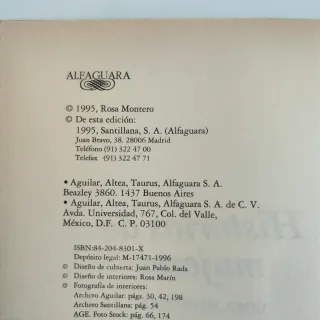 ALFAGUARA
© 1995, Rosa Montero
© De esta edición:
1995, Santillana, S. A. (Alfaguara)
Juan Bravo, 38. 28006 Madrid
Teléfono (91) 322 47 00
Telefax (91) 322 47 71
• Aguilar, Altea, Taurus, Alfaguara S. A.
Beazley 3860. 1437 Buenos Aires
• Aguilar, Altea, Taurus, Alfaguara S. A. de C. V.
Avda. Universidad, 767, Col. del Valle,
México, D.F. C. P. 03100
ISBN:84-204-8301-X
Depósito legal: M-17471-1996
© Diseño de cubierta: Juan Pablo Rada
© Diseño de interiores: Rosa Marín
© Fotografía de interiores:
Archivo Aguilar: págs. 30, 42, 198
Archivo Santillana: pág. 54
AGE. Foto Stock: pág. 66, 174